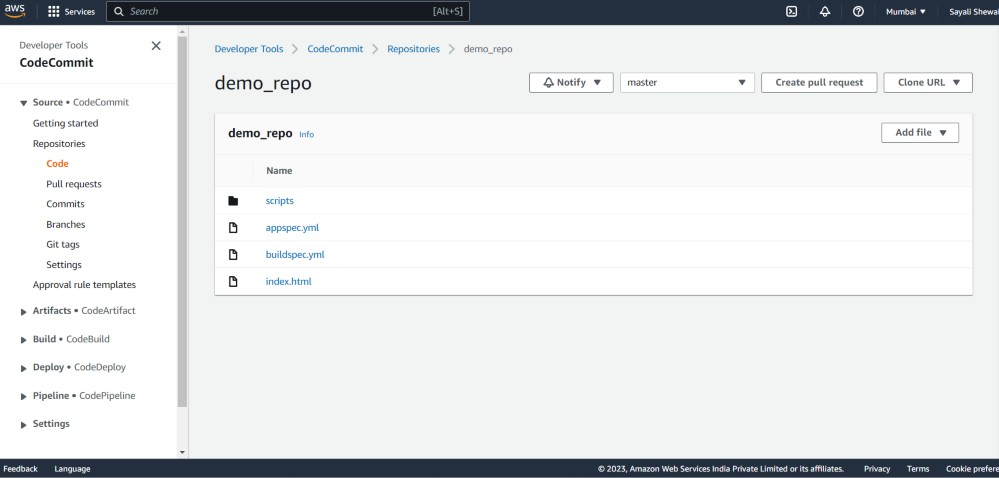 aws Services Search [Alt+S] Mumbai
Developer Tools
CodeCommit
Source • CodeCommit
Getting started
Repositories
Code
Pull requests
Commits
Branches
Git tags
Settings
Approval rule templates
Artifacts • CodeArtifact
Build • CodeBuild
Deploy • CodeDeploy
Pipeline • CodePipeline
Settings
Developer Tools > CodeCommit > Repositories > demo_repo
demo_repo Notify master Create pull request Clone URL
demo_repo Info Add file
Name
scripts
appspec.yml
buildspec.yml
index.html
Feedback Language © 2023, Amazon Web Services India Private Limited or its affiliates. Privacy Terms Cookie prefere